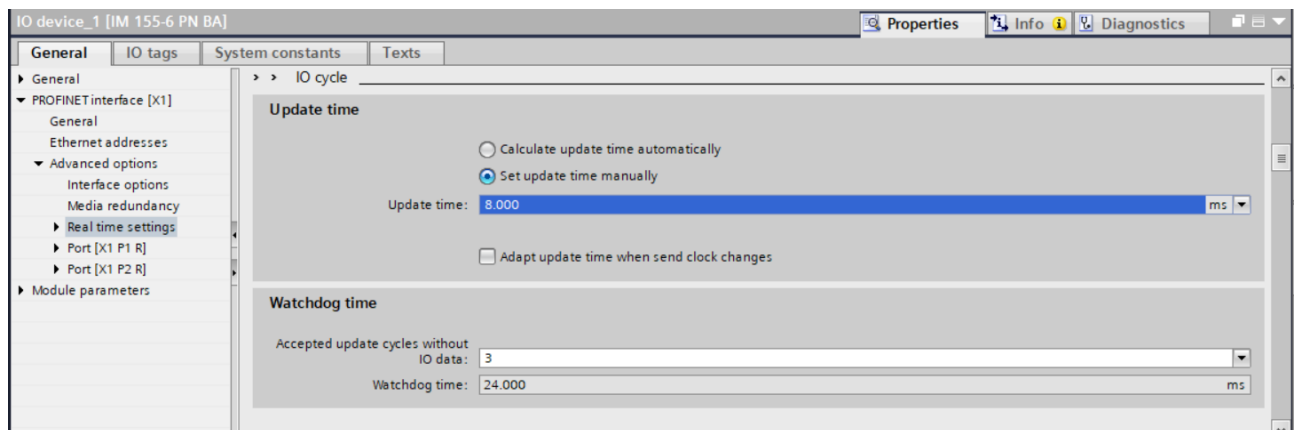 IO device_1 [IM 155-6 PN BA]
Properties
Info
Diagnostics
General
IO tags
System constants
Texts
General
PROFINET interface [X1]
General
Ethernet addresses
Advanced options
Interface options
Media redundancy
Real time settings
Port [X1 P1 R]
Port [X1 P2 R]
Module parameters
> > IO cycle
Update time
Calculate update time automatically
Set update time manually
Update time: 8.000 ms
Adapt update time when send clock changes
Watchdog time
Accepted update cycles without
IO data: 3
Watchdog time: 24.000 ms